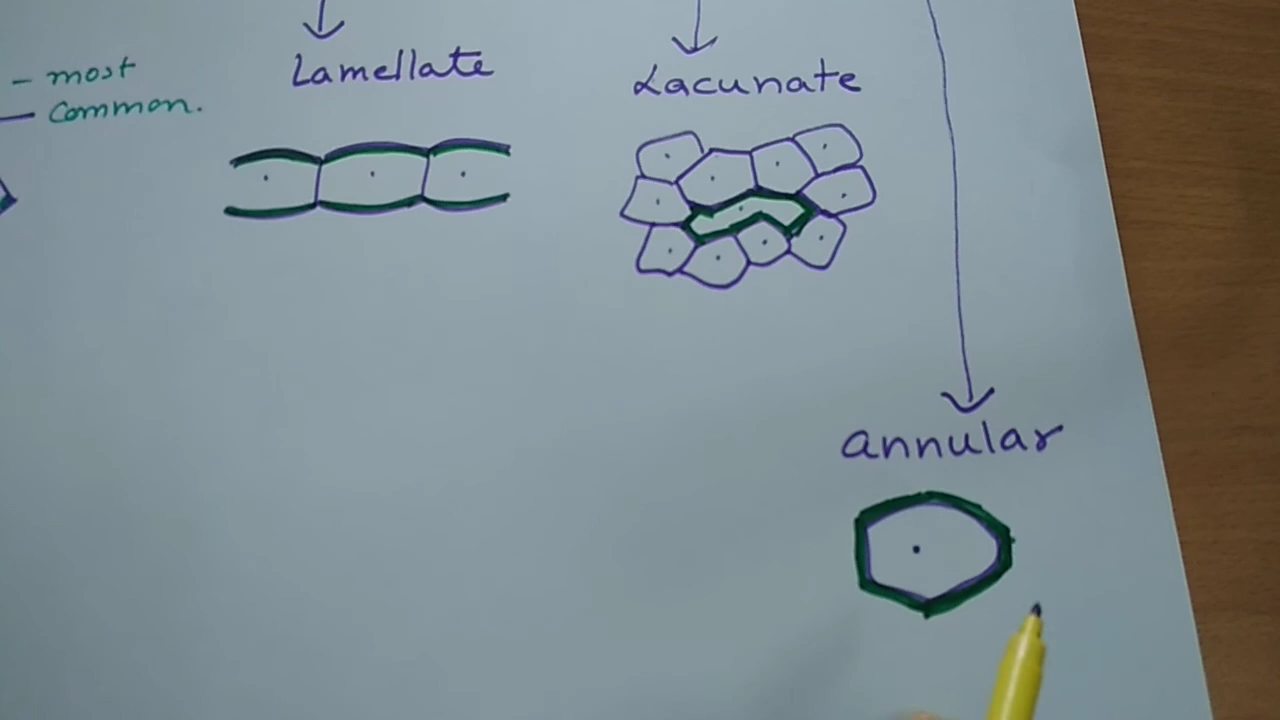 - most
- Common.
Lamellate
Lacunate
annular